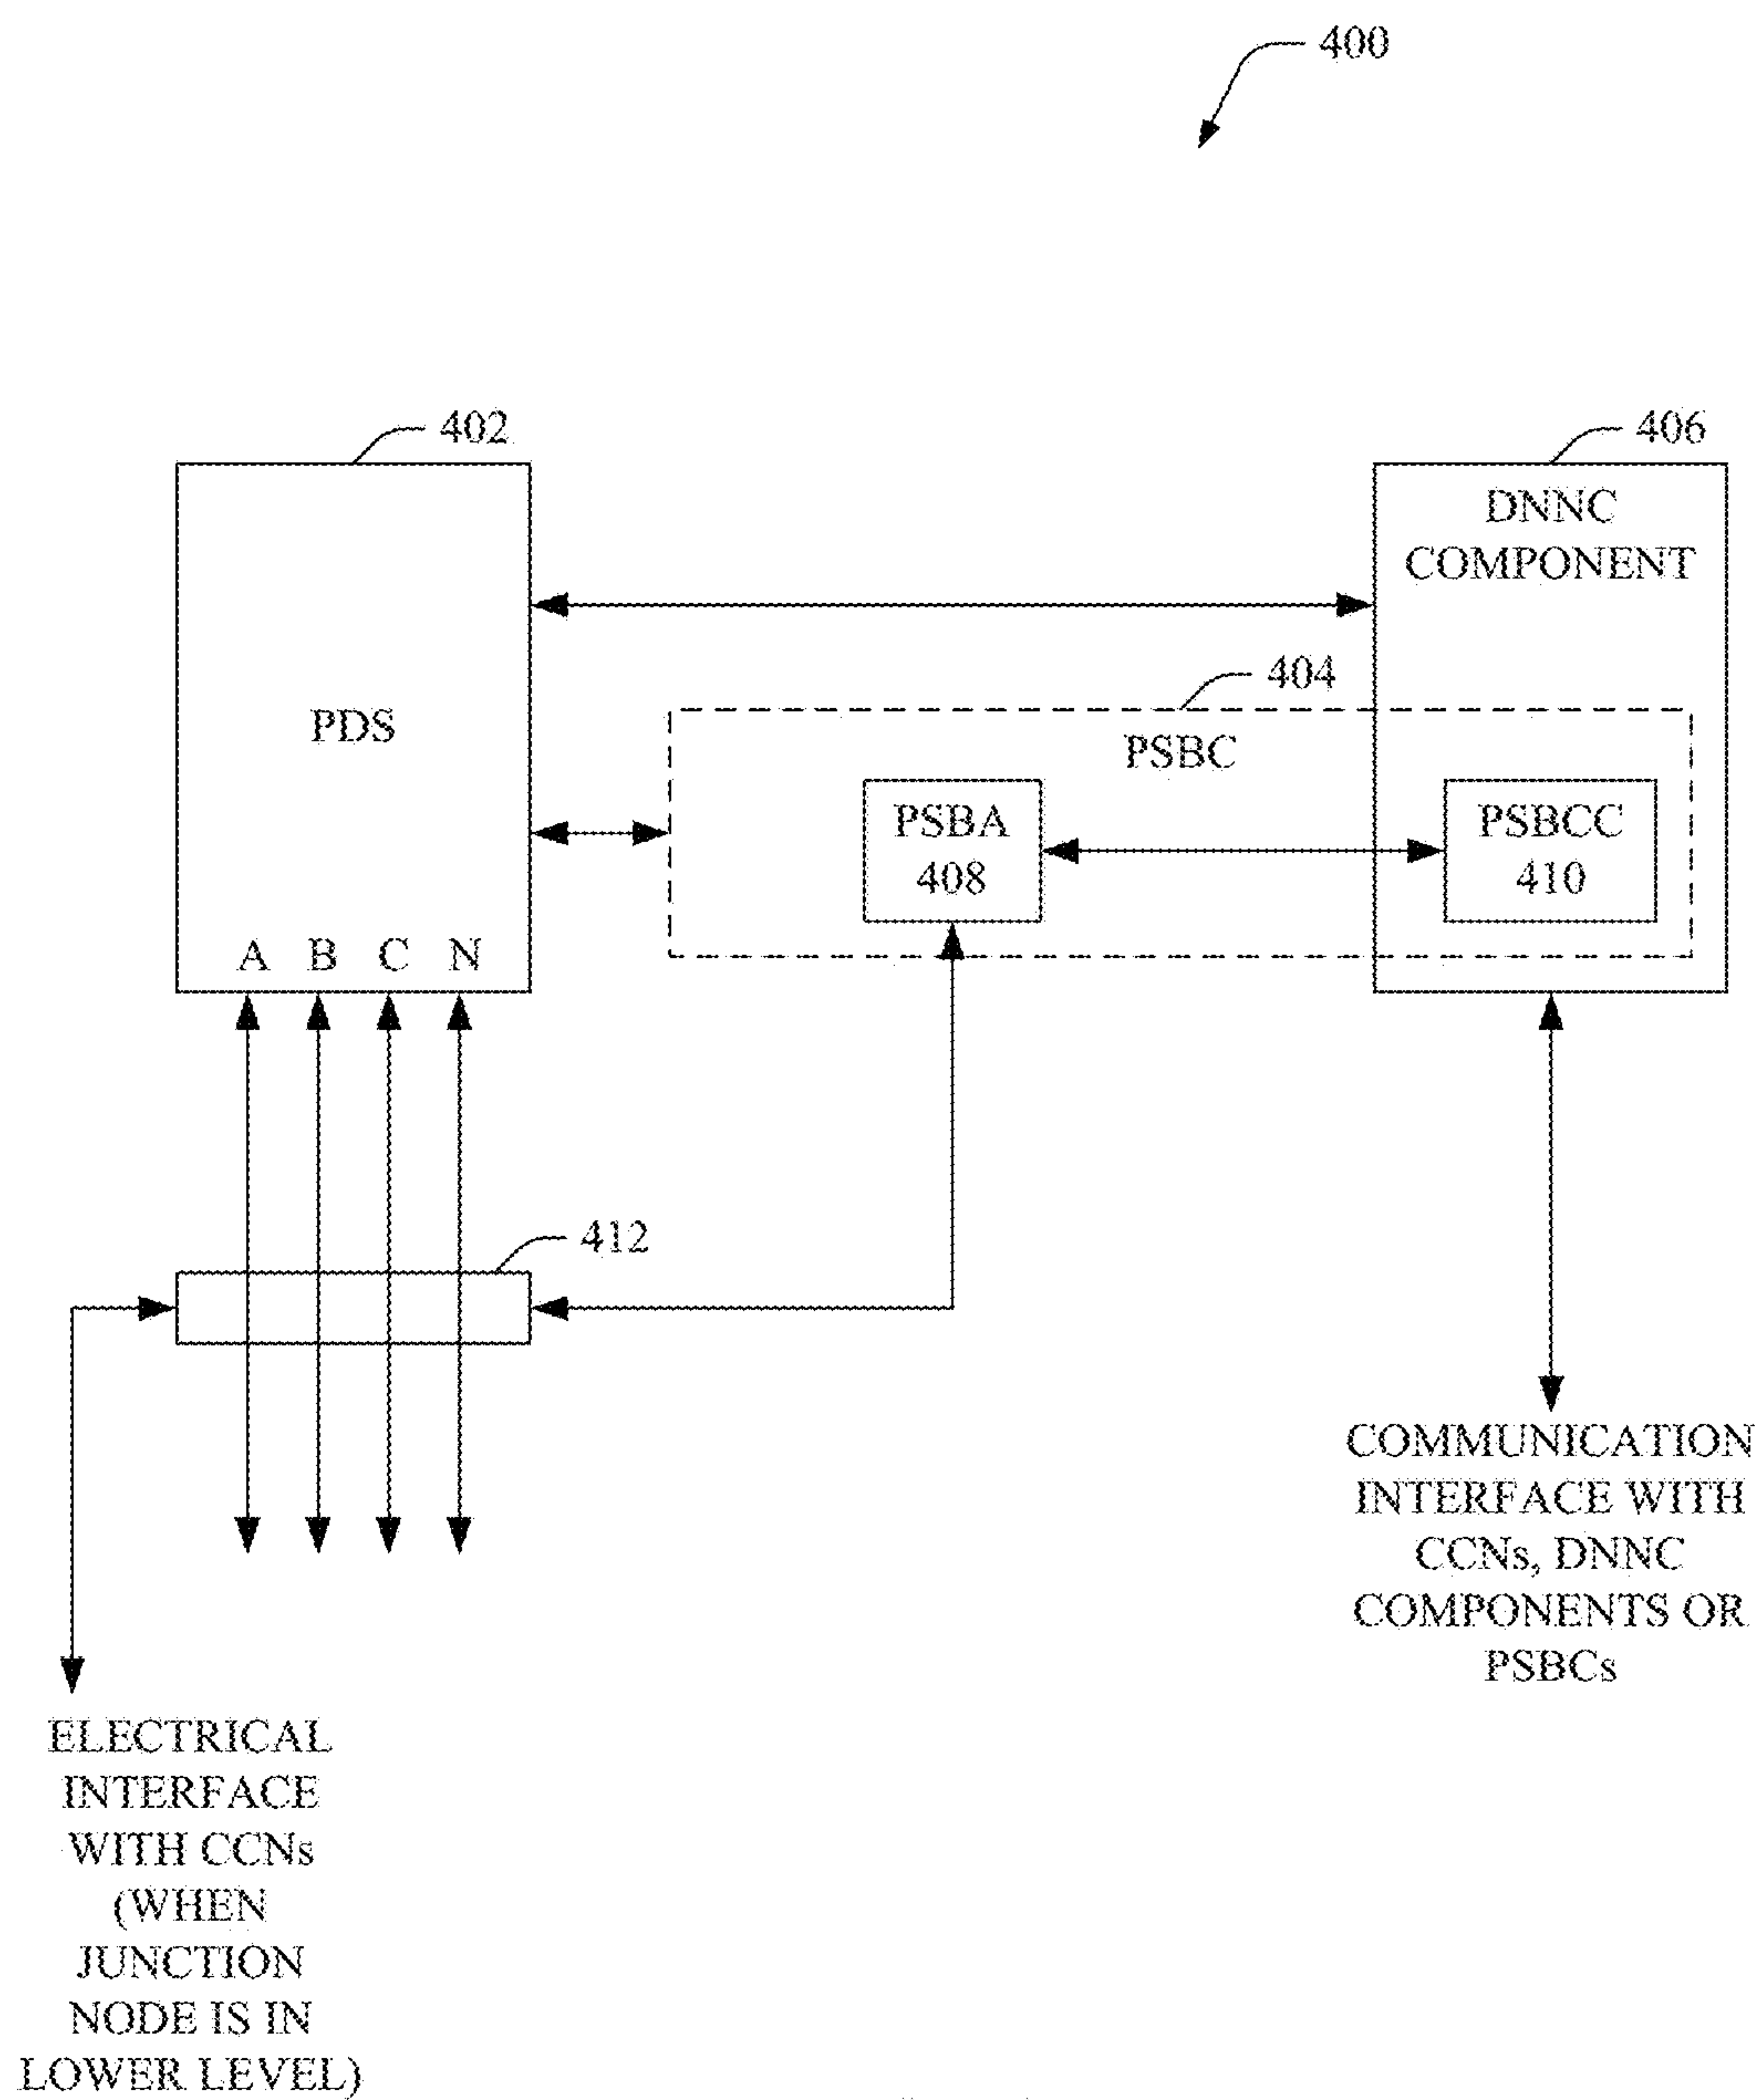 400
402
406
DNNC
COMPONENT
404
PDS
PSBC
PSBA
408
PSBCC
410
A B C N
412
COMMUNICATION
INTERFACE WITH
CCNs, DNNC
COMPONENTS OR
PSBCs
ELECTRICAL
INTERFACE
WITH CCNs
(WHEN
JUNCTION
NODE IS IN
LOWER LEVEL)